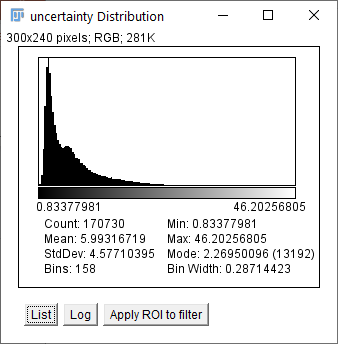 uncertainty Distribution
300x240 pixels; RGB; 281K
0.83377981 46.20256805
Count: 170730 Min: 0.83377981
Mean: 5.99316719 Max: 46.20256805
StdDev: 4.57710395 Mode: 2.26950096 (13192)
Bins: 158 Bin Width: 0.28714423
List Log Apply ROI to filter